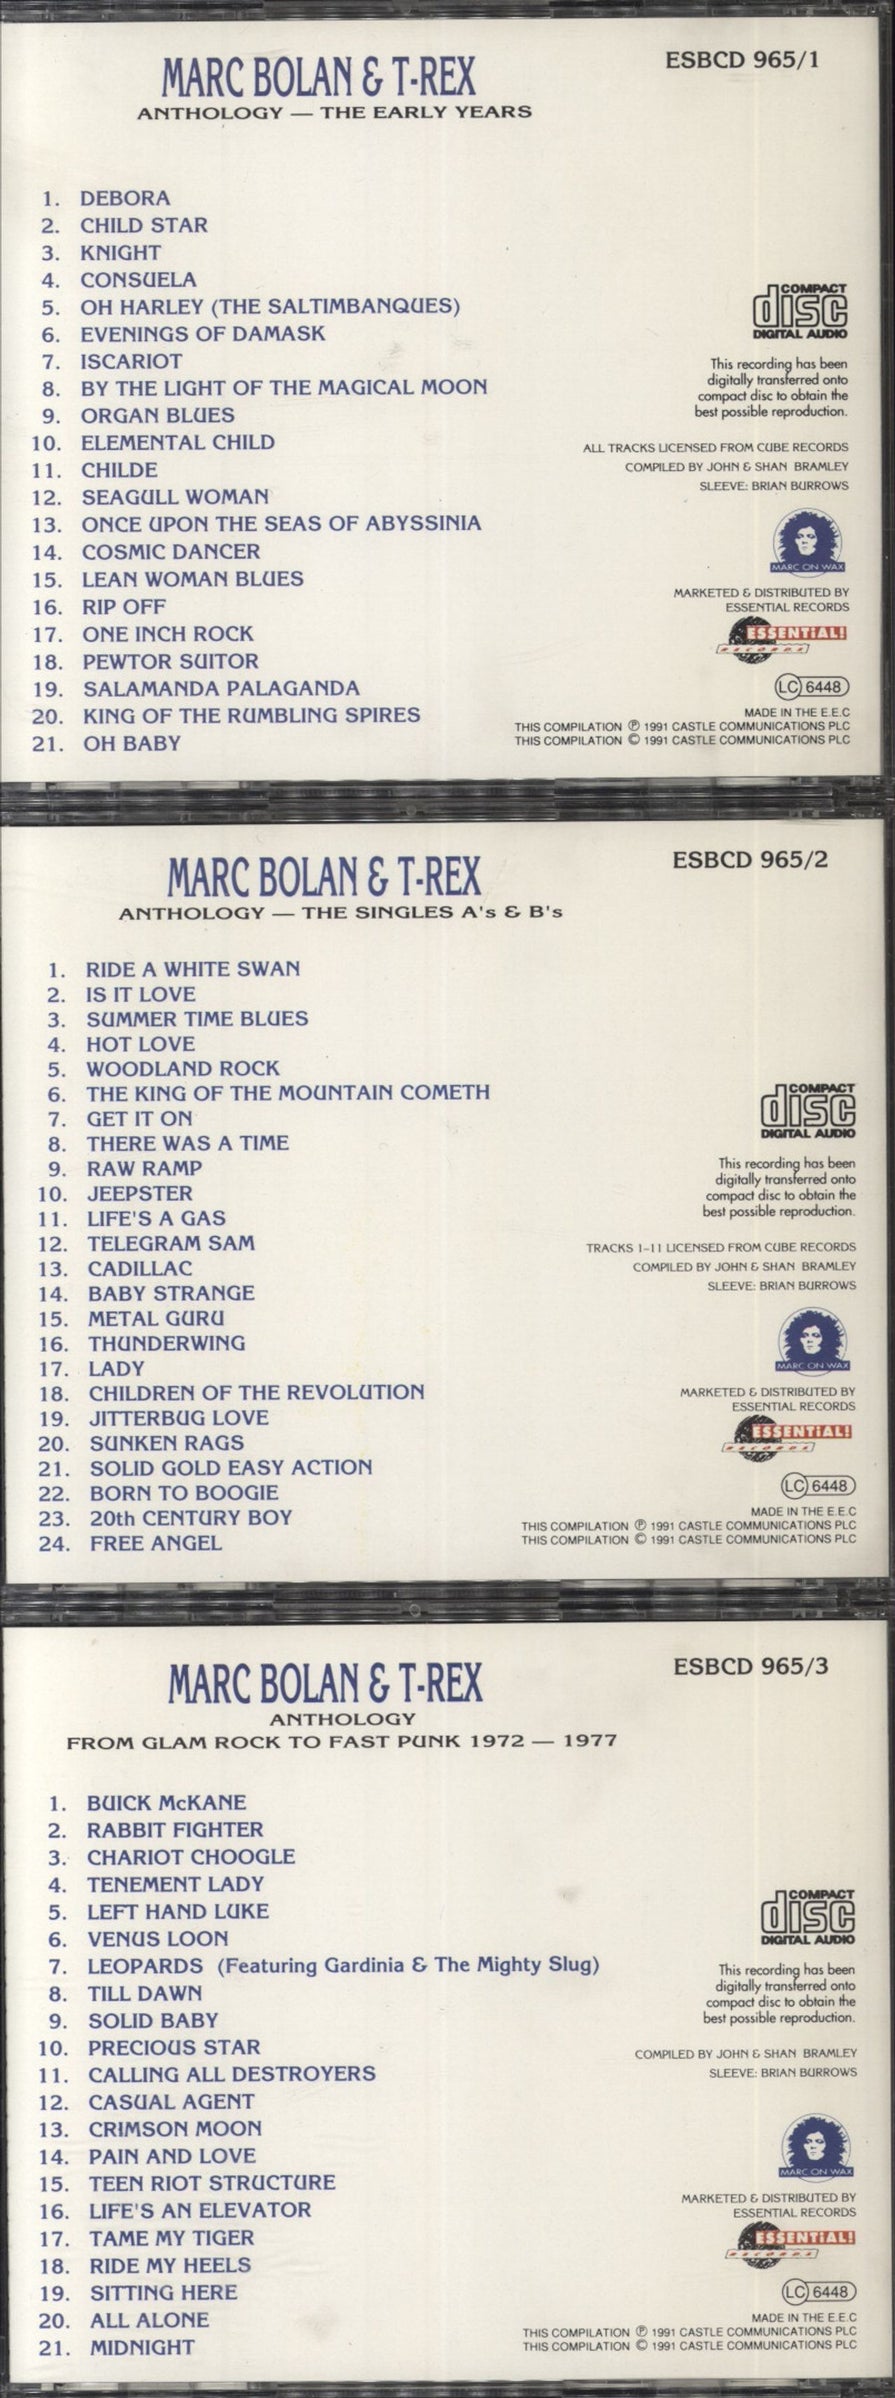 MARC BOLAN & T-REX
ESBCD 965/1
ANTHOLOGY — THE EARLY YEARS
1. DEBORA
2. CHILD STAR
3. KNIGHT
4. CONSUELA
5. OH HARLEY (THE SALTIMBANQUES)
6. EVENINGS OF DAMASK
7. ISCARIOT
8. BY THE LIGHT OF THE MAGICAL MOON
9. ORGAN BLUES
10. ELEMENTAL CHILD
11. CHILDE
12. SEAGULL WOMAN
13. ONCE UPON THE SEAS OF ABYSSINIA
14. COSMIC DANCER
15. LEAN WOMAN BLUES
16. RIP OFF
17. ONE INCH ROCK
18. PEWTOR SUITOR
19. SALAMANDA PALAGANDA
20. KING OF THE RUMBLING SPIRES
21. OH BABY
COMPACT
disc
DIGITAL AUDIO
This recording has been
digitally transferred onto
compact disc to obtain the
best possible reproduction.
ALL TRACKS LICENSED FROM CUBE RECORDS
COMPILED BY JOHN & SHAN BRAMLEY
SLEEVE: BRIAN BURROWS
MARC ON WAX
MARKETED & DISTRIBUTED BY
ESSENTIAL RECORDS
ESSENTIAL!
RECORDS
LC 6448
MADE IN THE E.E.C
THIS COMPILATION ℗ 1991 CASTLE COMMUNICATIONS PLC
THIS COMPILATION © 1991 CASTLE COMMUNICATIONS PLC
MARC BOLAN & T-REX
ESBCD 965/2
ANTHOLOGY — THE SINGLES A's & B's
1. RIDE A WHITE SWAN
2. IS IT LOVE
3. SUMMER TIME BLUES
4. HOT LOVE
5. WOODLAND ROCK
6. THE KING OF THE MOUNTAIN COMETH
7. GET IT ON
8. THERE WAS A TIME
9. RAW RAMP
10. JEEPSTER
11. LIFE'S A GAS
12. TELEGRAM SAM
13. CADILLAC
14. BABY STRANGE
15. METAL GURU
16. THUNDERWING
17. LADY
18. CHILDREN OF THE REVOLUTION
19. JITTERBUG LOVE
20. SUNKEN RAGS
21. SOLID GOLD EASY ACTION
22. BORN TO BOOGIE
23. 20th CENTURY BOY
24. FREE ANGEL
COMPACT
disc
DIGITAL AUDIO
This recording has been
digitally transferred onto
compact disc to obtain the
best possible reproduction.
TRACKS 1-11 LICENSED FROM CUBE RECORDS
COMPILED BY JOHN & SHAN BRAMLEY
SLEEVE: BRIAN BURROWS
MARC ON WAX
MARKETED & DISTRIBUTED BY
ESSENTIAL RECORDS
ESSENTIAL!
RECORDS
LC 6448
MADE IN THE E.E.C
THIS COMPILATION ℗ 1991 CASTLE COMMUNICATIONS PLC
THIS COMPILATION © 1991 CASTLE COMMUNICATIONS PLC
MARC BOLAN & T-REX
ESBCD 965/3
ANTHOLOGY
FROM GLAM ROCK TO FAST PUNK 1972 — 1977
1. BUICK McKANE
2. RABBIT FIGHTER
3. CHARIOT CHOOGLE
4. TENEMENT LADY
5. LEFT HAND LUKE
6. VENUS LOON
7. LEOPARDS (Featuring Gardinia & The Mighty Slug)
8. TILL DAWN
9. SOLID BABY
10. PRECIOUS STAR
11. CALLING ALL DESTROYERS
12. CASUAL AGENT
13. CRIMSON MOON
14. PAIN AND LOVE
15. TEEN RIOT STRUCTURE
16. LIFE'S AN ELEVATOR
17. TAME MY TIGER
18. RIDE MY HEELS
19. SITTING HERE
20. ALL ALONE
21. MIDNIGHT
COMPACT
disc
DIGITAL AUDIO
This recording has been
digitally transferred onto
compact disc to obtain the
best possible reproduction.
COMPILED BY JOHN & SHAN BRAMLEY
SLEEVE: BRIAN BURROWS
MARC ON WAX
MARKETED & DISTRIBUTED BY
ESSENTIAL RECORDS
ESSENTIAL!
RECORDS
LC 6448
MADE IN THE E.E.C
THIS COMPILATION ℗ 1991 CASTLE COMMUNICATIONS PLC
THIS COMPILATION © 1991 CASTLE COMMUNICATIONS PLC